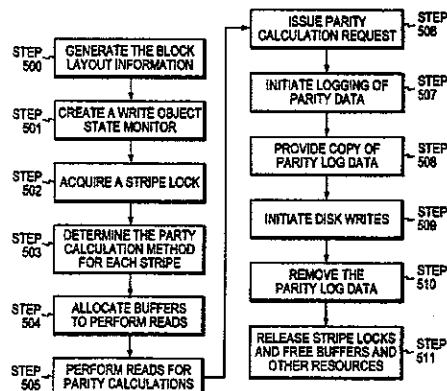 STEP 500
GENERATE THE BLOCK
LAYOUT INFORMATION
STEP 501
CREATE A WRITE OBJECT
STATE MONITOR
STEP 502
ACQUIRE A STRIPE LOCK
STEP 503
DETERMINE THE PARTY
CALCULATION METHOD
FOR EACH STRIPE
STEP 504
ALLOCATE BUFFERS
TO PERFORM READS
STEP 505
PERFORM READS FOR
PARITY CALCULATIONS
STEP 506
ISSUE PARITY
CALCULATION REQUEST
STEP 507
INITIATE LOGGING OF
PARITY DATA
STEP 508
PROVIDE COPY OF
PARITY LOG DATA
STEP 509
INITIATE DISK WRITES
STEP 510
REMOVE THE
PARITY LOG DATA
STEP 511
RELEASE STRIPE LOCKS
AND FREE BUFFERS AND
OTHER RESOURCES